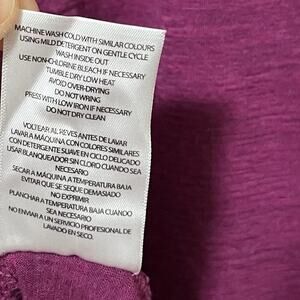 MACHINE WASH COLD WITH SIMILAR COLOURS
USING MILD DETERGENT ON GENTLE CYCLE
WASH INSIDE OUT
USE NON-CHLORINE BLEACH IF NECESSARY
TUMBLE DRY LOW HEAT
AVOID OVER-DRYING
DO NOT WRING
PRESS WITH LOW IRON IF NECESSARY
DO NOT DRY CLEAN
VOLTEAR AL REVES ANTES DE LAVAR
LAVAR A MÁQUINA CON COLORES SIMILARES
CON DETERGENTE SUAVE EN CICLO DELICADO
USAR BLANQUEADOR SIN CLORO CUANDO SEA
NECESARIO
SECAR A MÁQUINA A TEMPERATURA BAJA
EVITAR QUE SE SEQUE DEMASIADO
NO EXPRIMIR
PLANCHAR A TEMPERATURA BAJA CUANDO
SEA NECESARIO
NO ENVIAR A UN SERVICIO PROFESIONAL DE
LAVADO EN SECO.